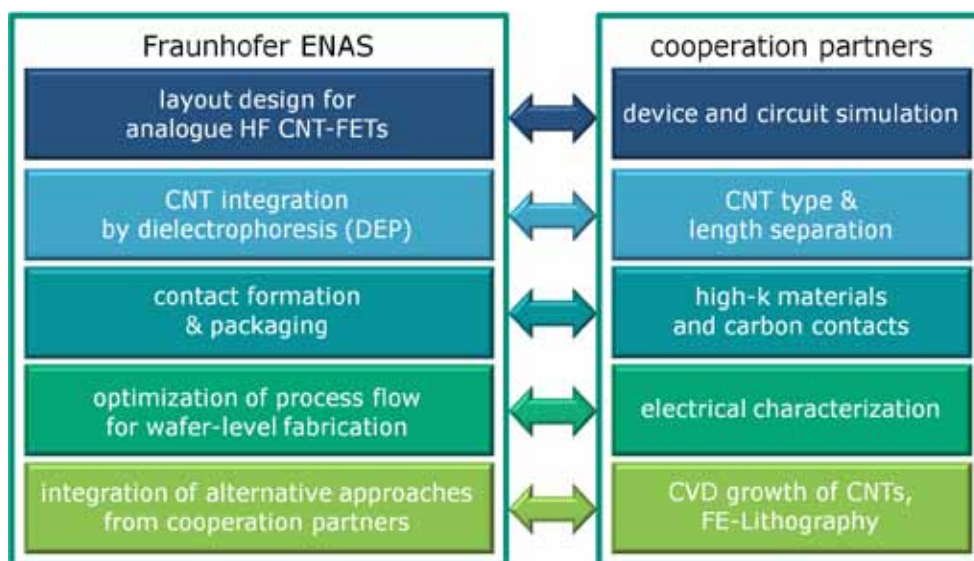 Fraunhofer ENAS
layout design for
analogue HF CNT-FETs
CNT integration
by dielectrophoresis (DEP)
contact formation
& packaging
optimization of process flow
for wafer-level fabrication
integration of alternative approaches
from cooperation partners
cooperation partners
device and circuit simulation
CNT type &
length separation
high-k materials
and carbon contacts
electrical characterization
CVD growth of CNTs,
FE-Lithography